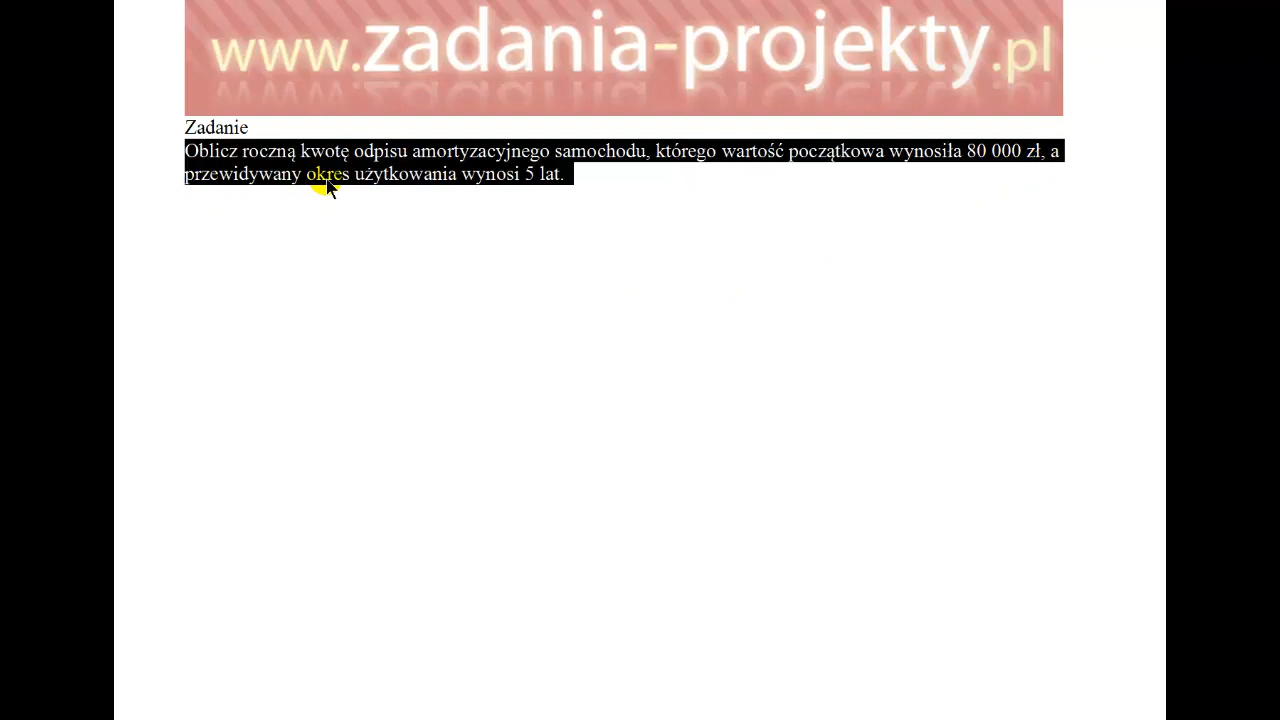 www.zadania-projekty.pl
Zadanie
Oblicz roczną kwotę odpisu amortyzacyjnego samochodu, którego wartość początkowa wynosiła 80 000 zł, a
przewidywany okres użytkowania wynosi 5 lat.